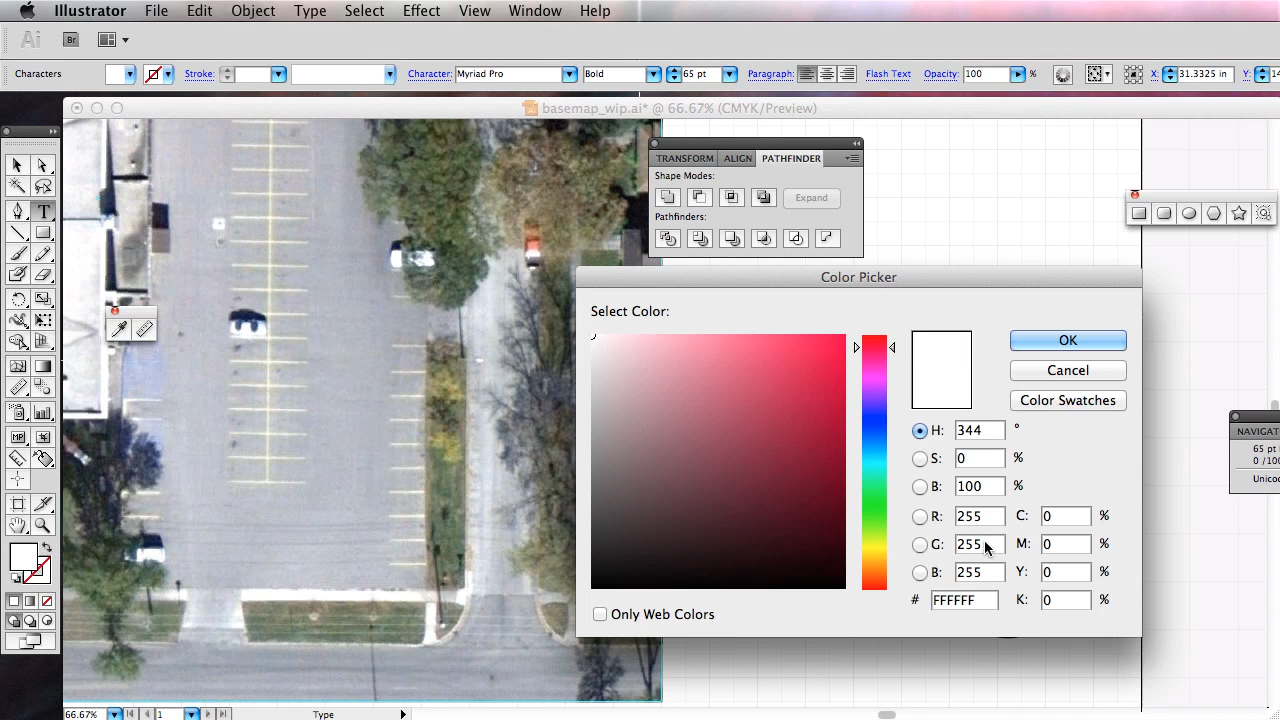 Illustrator File Edit Object Type Select Effect View Window Help
Ai Br
Characters Stroke: Character: Myriad Pro Bold 65 pt Paragraph: Flash Text Opacity: 100 % X: 31.3325 in Y: 14
basemap_wip.ai* @ 66.67% (CMYK/Preview)
TRANSFORM ALIGN PATHFINDER
Shape Modes:
Expand
Pathfinders:
Color Picker
Select Color:
OK
Cancel
Color Swatches
H: 344 °
S: 0 %
B: 100 %
R: 255 C: 0 %
G: 255 M: 0 %
B: 255 Y: 0 %
# FFFFFF K: 0 %
Only Web Colors
NAVIGAT
65 pt
0 /100
Unico
66.67% 1 Type